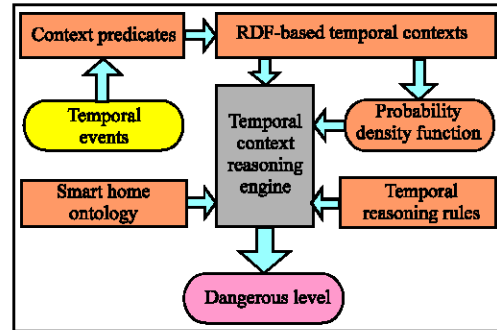 Context predicates
RDF-based temporal contexts
Temporal
events
Temporal
context
reasoning
engine
Probability
density function
Smart home
ontology
Temporal
reasoning rules
Dangerous level